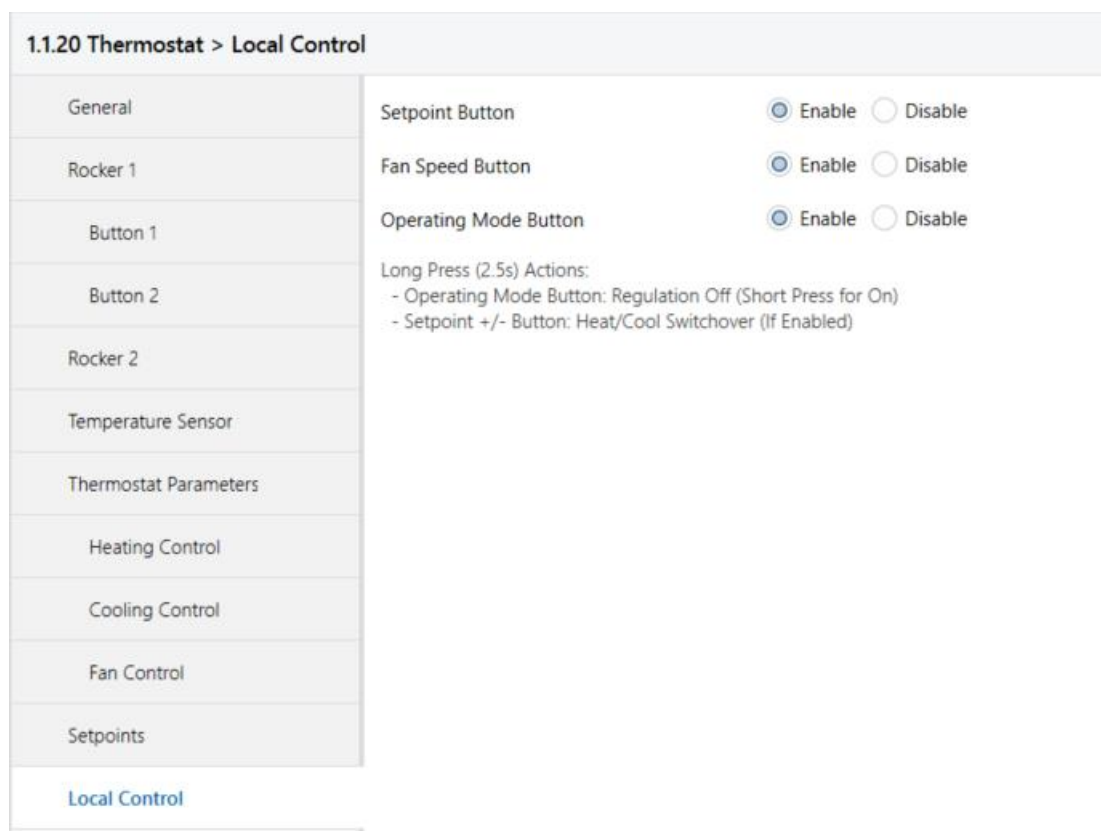 1.1.20 Thermostat > Local Control
General
Rocker 1
Button 1
Button 2
Rocker 2
Temperature Sensor
Thermostat Parameters
Heating Control
Cooling Control
Fan Control
Setpoints
Local Control
Setpoint Button Enable Disable
Fan Speed Button Enable Disable
Operating Mode Button Enable Disable
Long Press (2.5s) Actions:
- Operating Mode Button: Regulation Off (Short Press for On)
- Setpoint +/- Button: Heat/Cool Switchover (If Enabled)